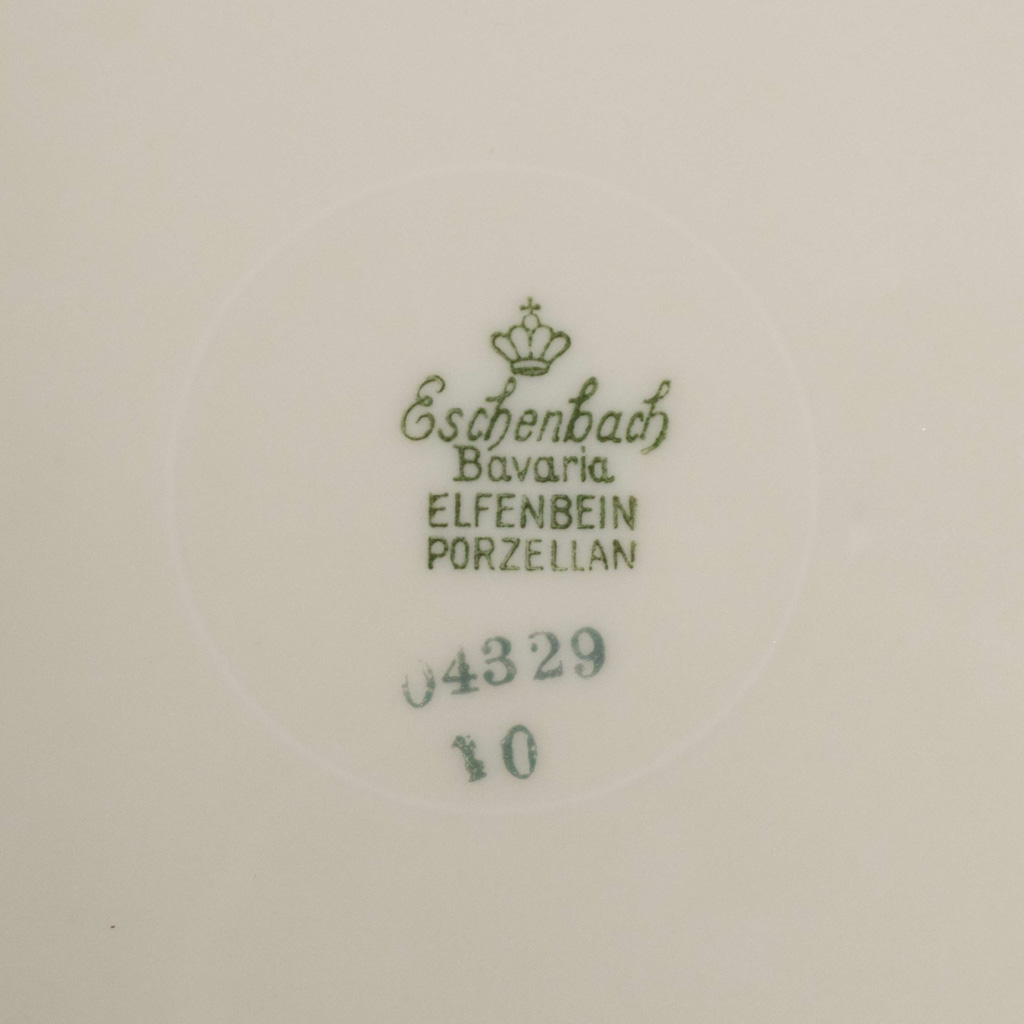 Eschenbach
Bavaria
ELFENBEIN
PORZELLAN
04329
10